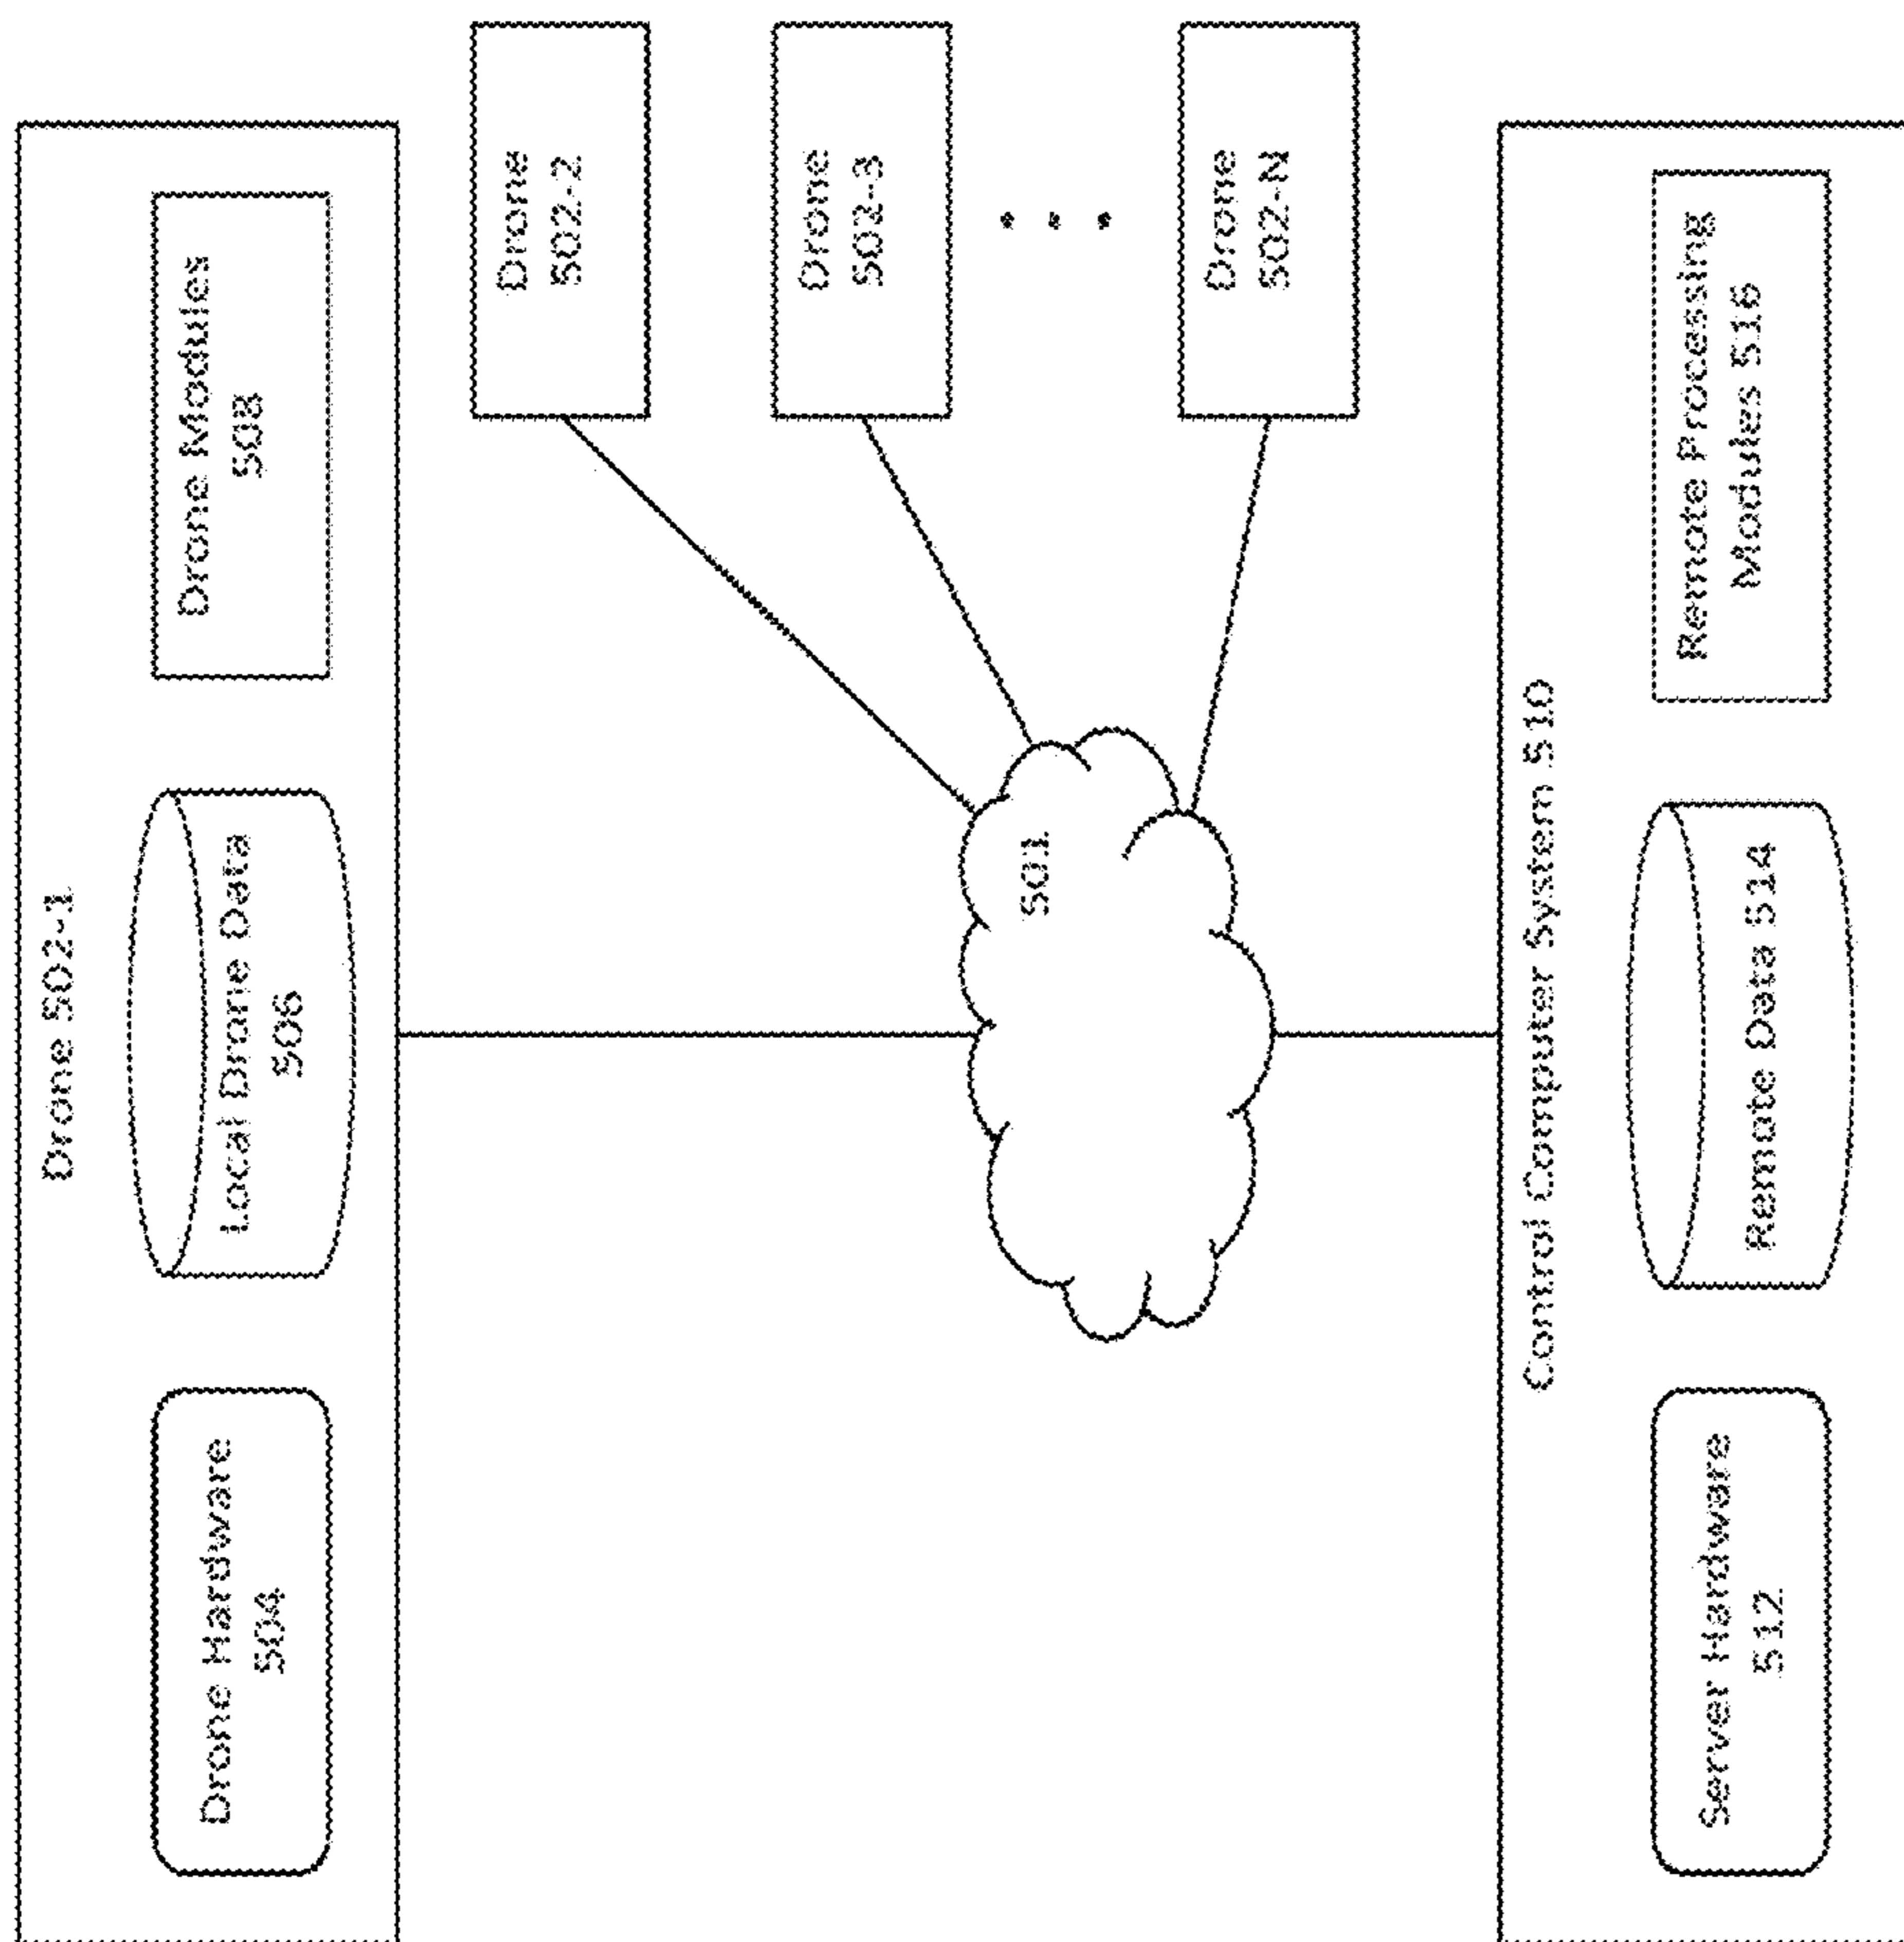 Drone 502-1
Drone Hardware
504
Local Drone Data
506
Drone Modules
508
Drone
502-2
Drone
502-3
Drone
502-N
501
Control Computer System 510
Server Hardware
512
Remote Data 514
Remote Processing
Modules 516